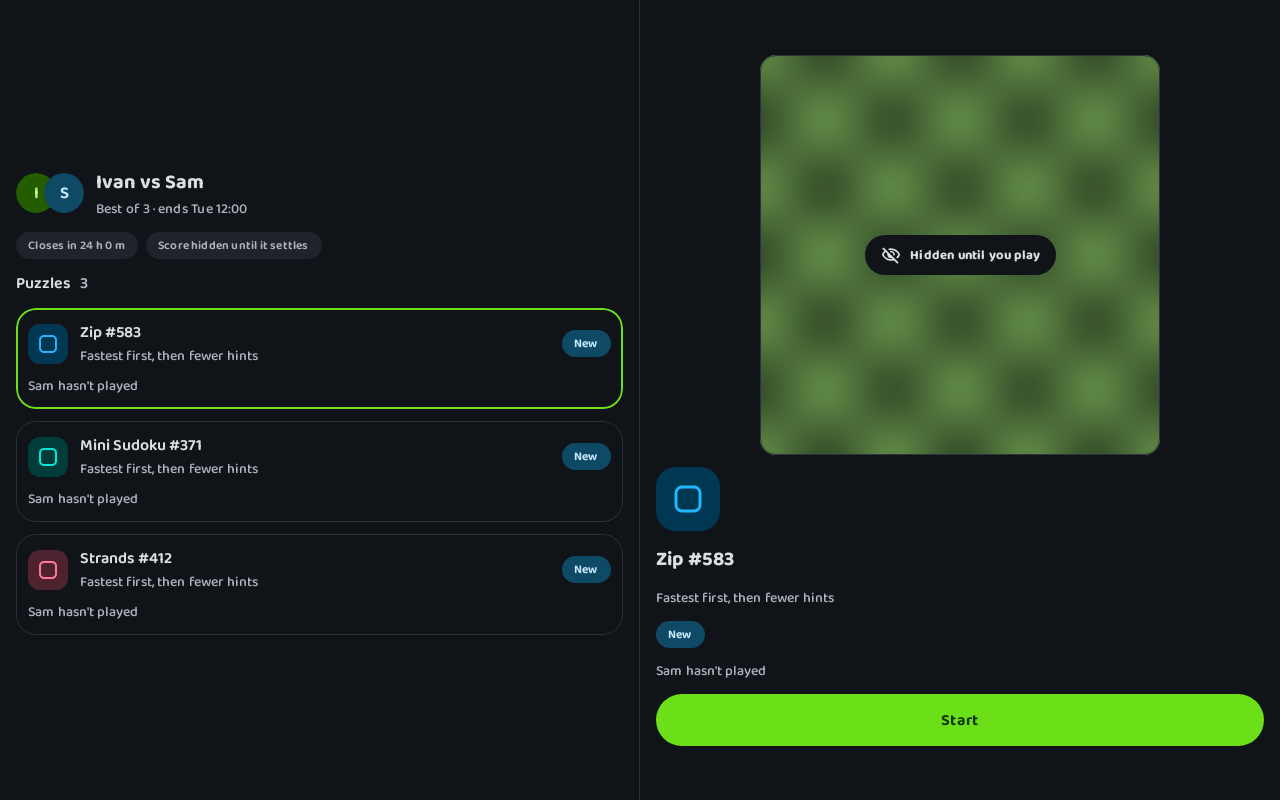 I
S
Ivan vs Sam
Best of 3 · ends Tue 12:00
Closes in 24 h 0 m
Score hidden until it settles
Puzzles 3
Zip #583
Fastest first, then fewer hints
New
Sam hasn't played
Mini Sudoku #371
Fastest first, then fewer hints
New
Sam hasn't played
Strands #412
Fastest first, then fewer hints
New
Sam hasn't played
Hidden until you play
Zip #583
Fastest first, then fewer hints
New
Sam hasn't played
Start